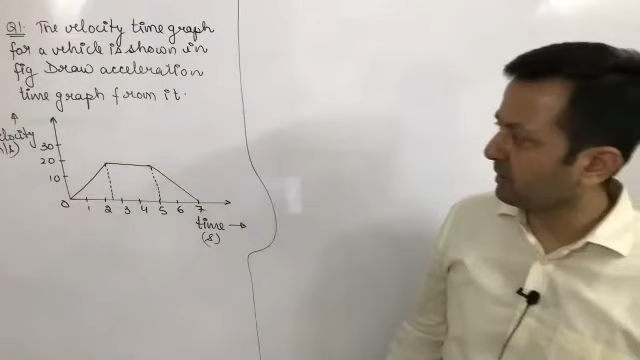 Q1. The velocity time graph
for a vehicle is shown in
fig Draw acceleration
time graph from it.
30
20
10
0 1 2 3 4 5 6 7
time →
(s)